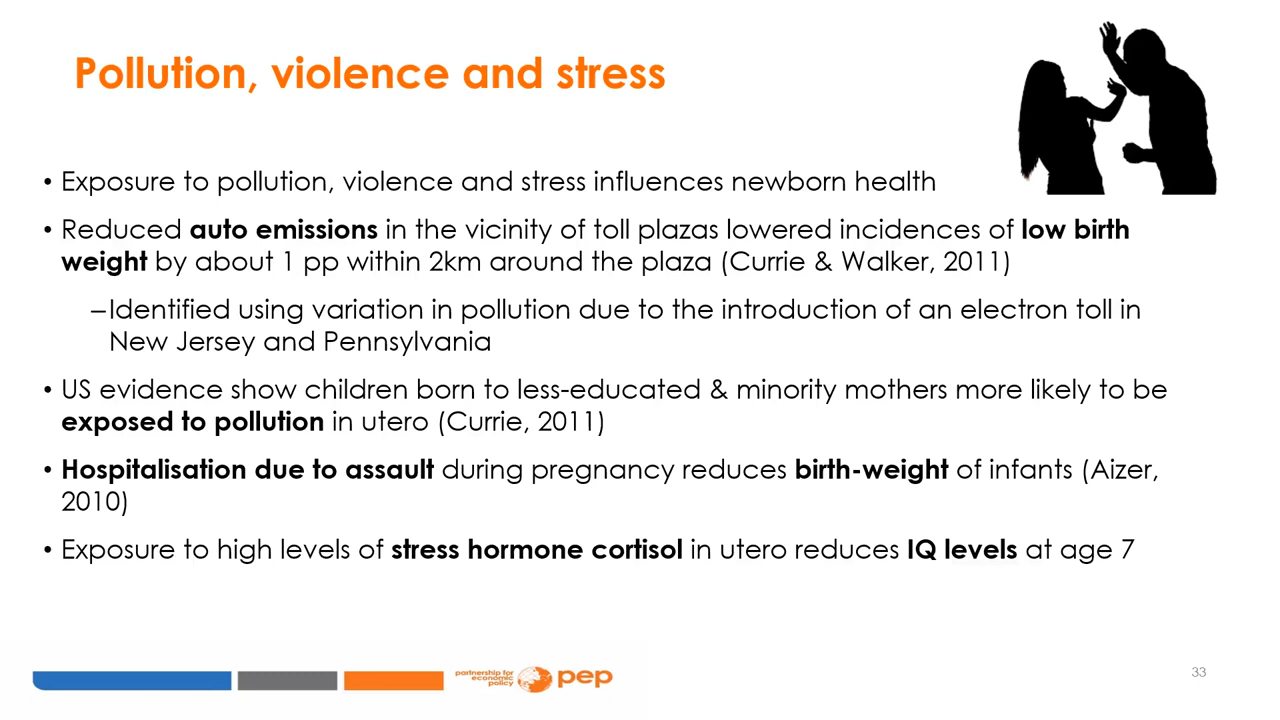 Pollution, violence and stress
• Exposure to pollution, violence and stress influences newborn health
• Reduced auto emissions in the vicinity of toll plazas lowered incidences of low birth
weight by about 1 pp within 2km around the plaza (Currie & Walker, 2011)
–Identified using variation in pollution due to the introduction of an electron toll in
New Jersey and Pennsylvania
• US evidence show children born to less-educated & minority mothers more likely to be
exposed to pollution in utero (Currie, 2011)
• Hospitalisation due to assault during pregnancy reduces birth-weight of infants (Aizer,
2010)
• Exposure to high levels of stress hormone cortisol in utero reduces IQ levels at age 7
partnership for
economic
policy
pep
33